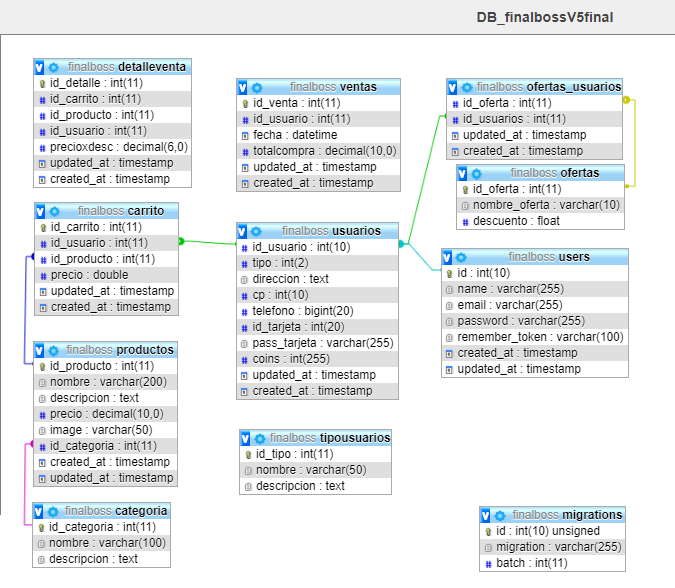 DB_finalbossV5final
finalboss detalleventa
id_detalle : int(11)
id_carrito : int(11)
id_producto : int(11)
id_usuario : int(11)
precioxdesc : decimal(6,0)
updated_at : timestamp
created_at : timestamp
finalboss ventas
id_venta : int(11)
id_usuario : int(11)
fecha : datetime
totalcompra : decimal(10,0)
updated_at : timestamp
created_at : timestamp
finalboss ofertas_usuarios
id_oferta : int(11)
id_usuarios : int(11)
updated_at : timestamp
created_at : timestamp
finalboss ofertas
id_oferta : int(11)
nombre_oferta : varchar(10)
descuento : float
finalboss carrito
id_carrito : int(11)
id_usuario : int(11)
id_producto : int(11)
precio : double
updated_at : timestamp
created_at : timestamp
finalboss usuarios
id_usuario : int(10)
tipo : int(2)
direccion : text
cp : int(10)
telefono : bigint(20)
id_tarjeta : int(20)
pass_tarjeta : varchar(255)
coins : int(255)
updated_at : timestamp
created_at : timestamp
finalboss users
id : int(10)
name : varchar(255)
email : varchar(255)
password : varchar(255)
remember_token : varchar(100)
created_at : timestamp
updated_at : timestamp
finalboss productos
id_producto : int(11)
nombre : varchar(200)
descripcion : text
precio : decimal(10,0)
image : varchar(50)
id_categoria : int(11)
created_at : timestamp
updated_at : timestamp
finalboss tipousuarios
id_tipo : int(11)
nombre : varchar(50)
descripcion : text
finalboss categoria
id_categoria : int(11)
nombre : varchar(100)
descripcion : text
finalboss migrations
id : int(10) unsigned
migration : varchar(255)
batch : int(11)